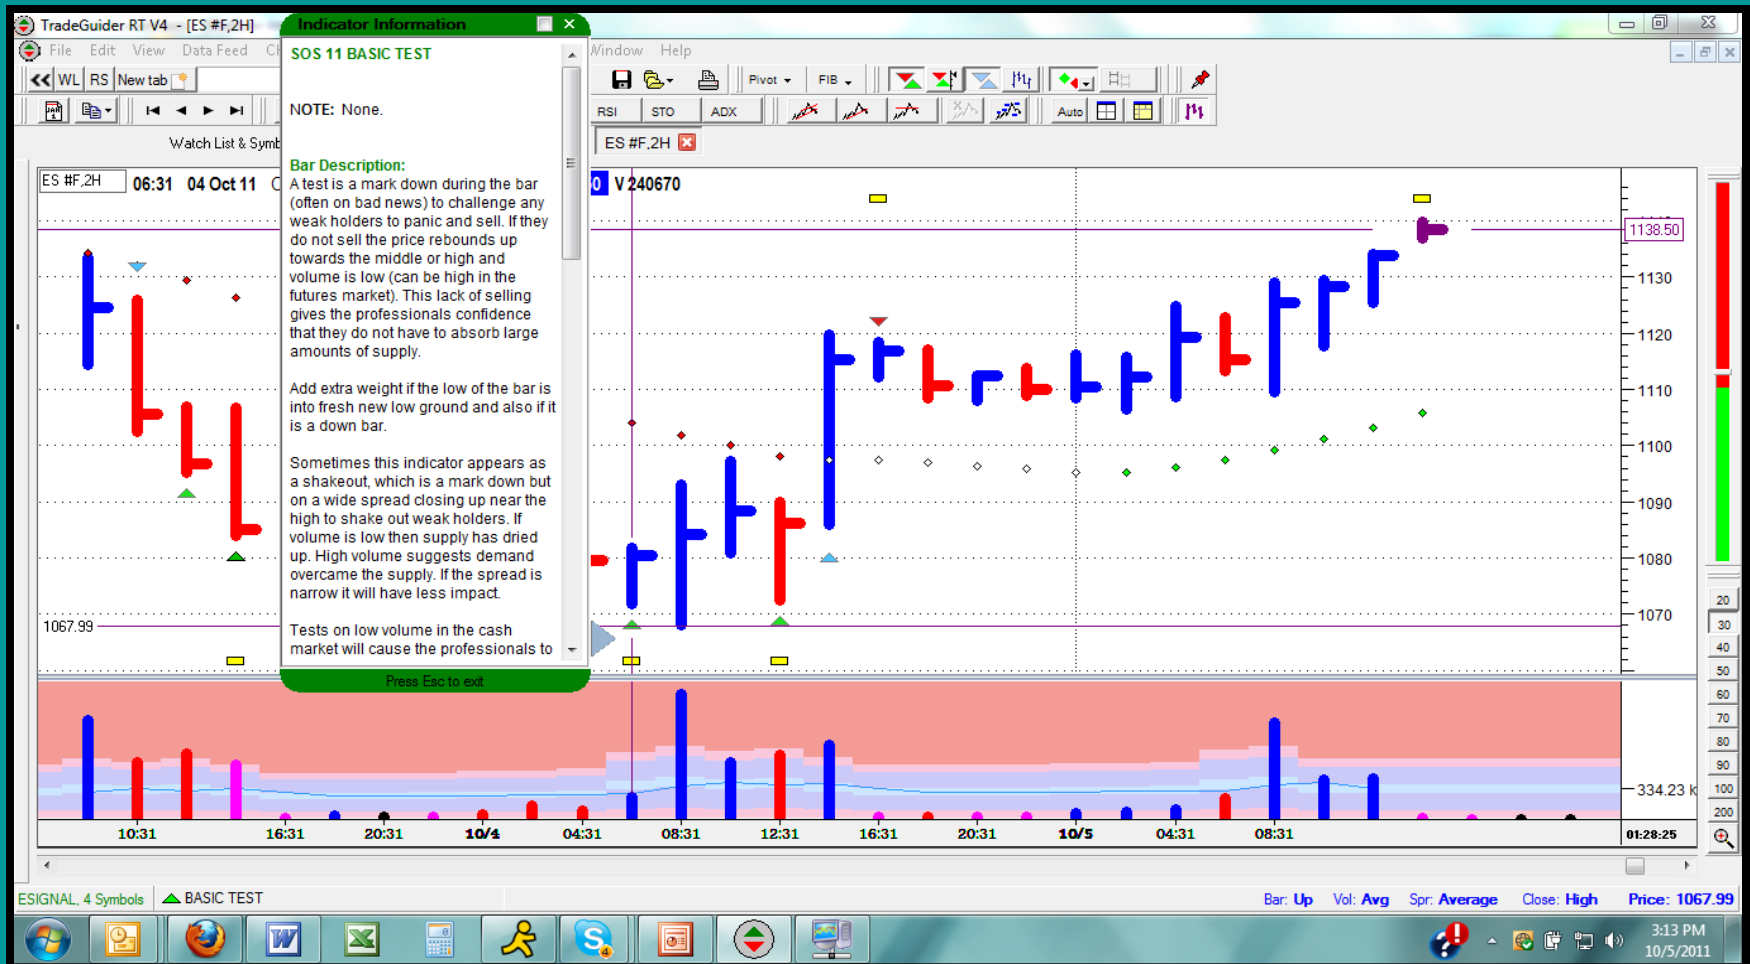 TradeGuider RT V4 - [ES #F,2H]
Indicator Information
File Edit View Data Feed
Window Help
WL RS New tab
Pivot FIB
RSI STO ADX
Auto
Watch List & Symb
ES #F,2H
ES #F,2H 06:31 04 Oct 11
V 240670
SOS 11 BASIC TEST
NOTE: None.
Bar Description:
A test is a mark down during the bar
(often on bad news) to challenge any
weak holders to panic and sell. If they
do not sell the price rebounds up
towards the middle or high and
volume is low (can be high in the
futures market). This lack of selling
gives the professionals confidence
that they do not have to absorb large
amounts of supply.
Add extra weight if the low of the bar is
into fresh new low ground and also if it
is a down bar.
Sometimes this indicator appears as
a shakeout, which is a mark down but
on a wide spread closing up near the
high to shake out weak holders. If
volume is low then supply has dried
up. High volume suggests demand
overcame the supply. If the spread is
narrow it will have less impact.
Tests on low volume in the cash
market will cause the professionals to
Press Esc to exit
1138.50
1130
1120
1110
1100
1090
1080
1070
1067.99
334.23 k
20
30
40
50
60
70
80
90
100
200
10:31 16:31 20:31 10/4 04:31 08:31 12:31 16:31 20:31 10/5 04:31 08:31 01:28:25
ESIGNAL, 4 Symbols BASIC TEST
Bar: Up Vol: Avg Spr: Average Close: High Price: 1067.99
3:13 PM
10/5/2011